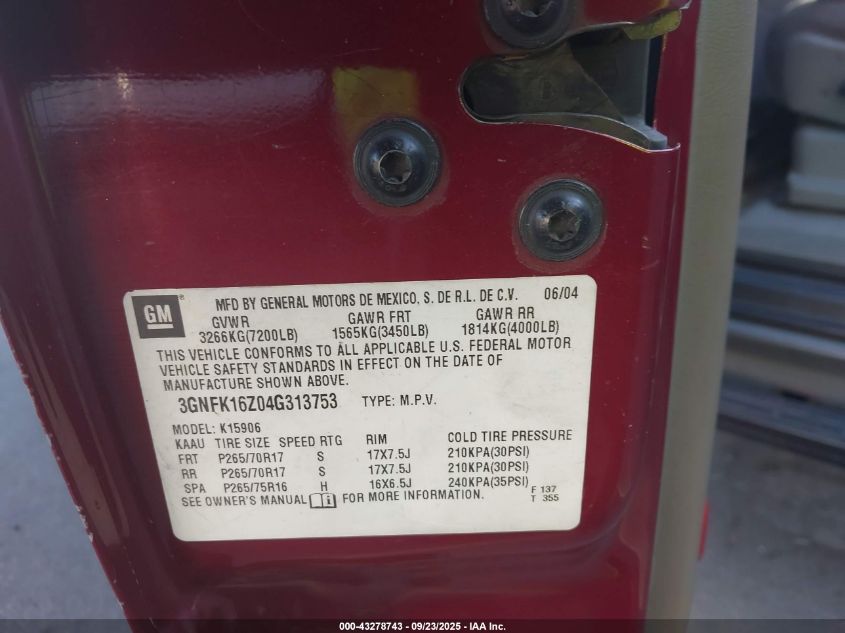 GM® MFD BY GENERAL MOTORS DE MEXICO, S. DE R.L. DE C.V. 06/04
GVWR GAWR FRT GAWR RR
3266KG(7200LB) 1565KG(3450LB) 1814KG(4000LB)
THIS VEHICLE CONFORMS TO ALL APPLICABLE U.S. FEDERAL MOTOR
VEHICLE SAFETY STANDARDS IN EFFECT ON THE DATE OF
MANUFACTURE SHOWN ABOVE.
3GNFK16Z04G313753 TYPE: M.P.V.
MODEL: K15906
KAAU TIRE SIZE SPEED RTG RIM COLD TIRE PRESSURE
FRT P265/70R17 S 17X7.5J 210KPA(30PSI)
RR P265/70R17 S 17X7.5J 210KPA(30PSI)
SPA P265/75R16 H 16X6.5J 240KPA(35PSI)
SEE OWNER'S MANUAL FOR MORE INFORMATION. F 137
T 355
000-43278743 - 09/23/2025 - IAA Inc.